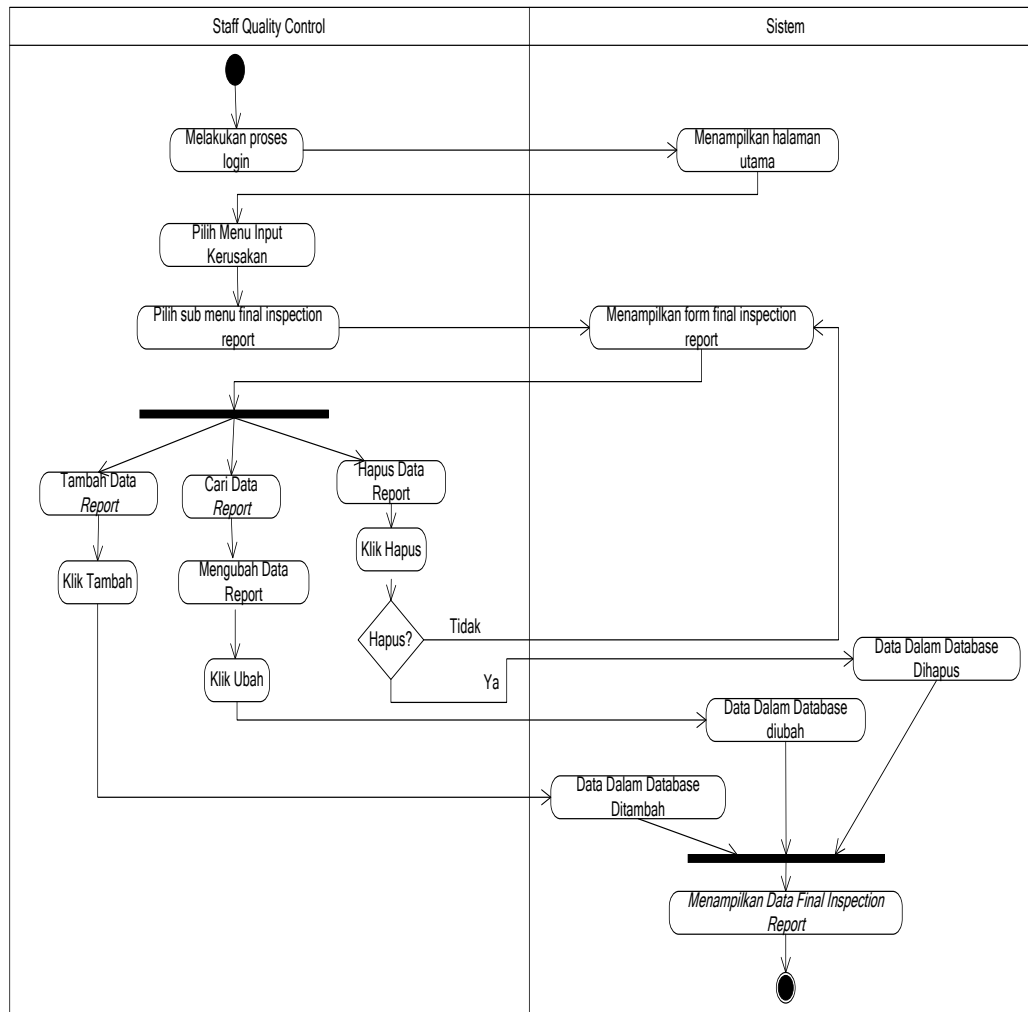 Staff Quality Control
Sistem
Melakukan proses
login
Menampilkan halaman
utama
Pilih Menu Input
Kerusakan
Pilih sub menu final inspection
report
Menampilkan form final inspection
report
Tambah Data
Report
Cari Data
Report
Hapus Data
Report
Klik Tambah
Mengubah Data
Report
Klik Hapus
Hapus?
Tidak
Ya
Klik Ubah
Data Dalam Database
Dihapus
Data Dalam Database
diubah
Data Dalam Database
Ditambah
Menampilkan Data Final Inspection
Report